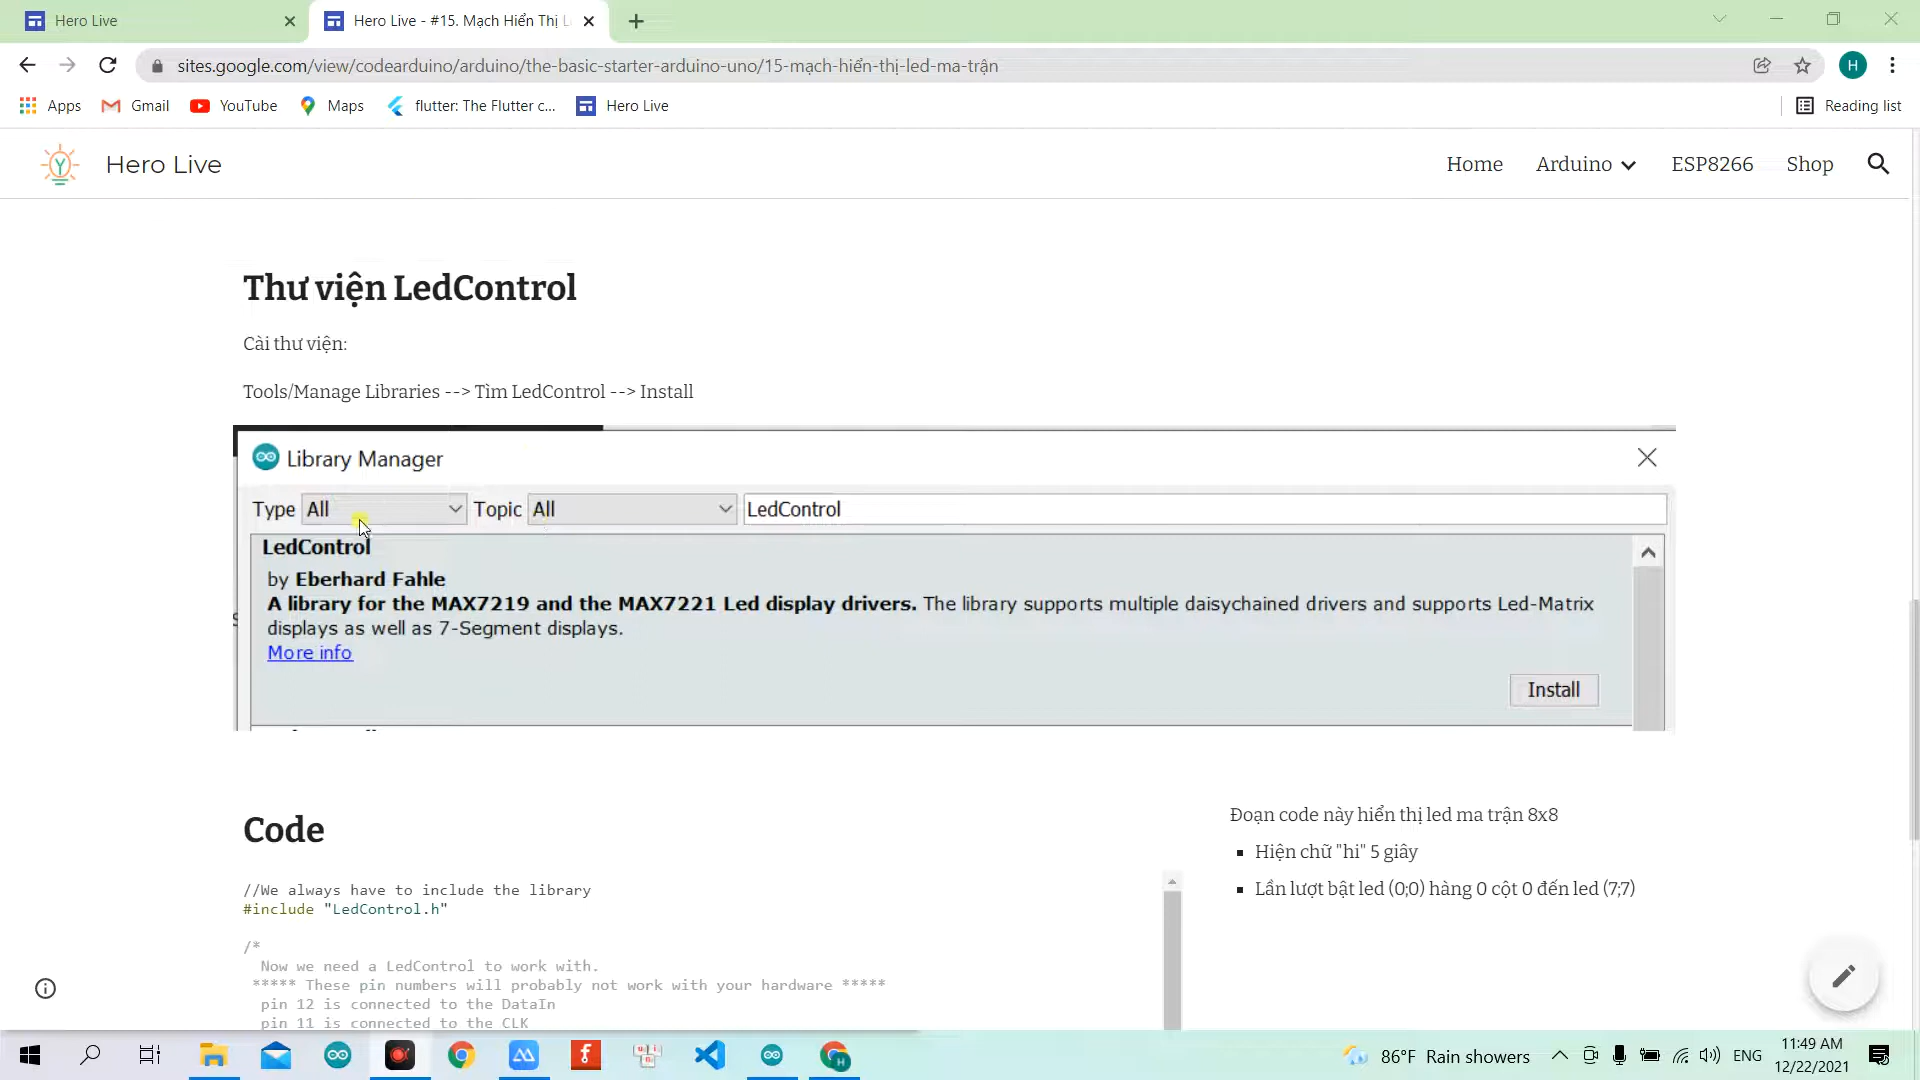 Hero Live
Hero Live - #15. Mạch Hiển Thị L
sites.google.com/view/codearduino/arduino/the-basic-starter-arduino-uno/15-mạch-hiển-thị-led-ma-trận
H
Apps
Gmail
YouTube
Maps
flutter: The Flutter c...
Hero Live
Reading list
Hero Live
Home
Arduino
ESP8266
Shop
Thư viện LedControl
Cài thư viện:
Tools/Manage Libraries --> Tìm LedControl --> Install
Library Manager
Type All Topic All LedControl
LedControl
by Eberhard Fahle
A library for the MAX7219 and the MAX7221 Led display drivers. The library supports multiple daisychained drivers and supports Led-Matrix
displays as well as 7-Segment displays.
More info
Install
Code
//We always have to include the library
#include "LedControl.h"
/*
Now we need a LedControl to work with.
***** These pin numbers will probably not work with your hardware *****
pin 12 is connected to the DataIn
pin 11 is connected to the CLK
Đoạn code này hiển thị led ma trận 8x8
Hiện chữ "hi" 5 giây
Lần lượt bật led (0;0) hàng 0 cột 0 đến led (7;7)
86°F Rain showers
ENG
11:49 AM
12/22/2021